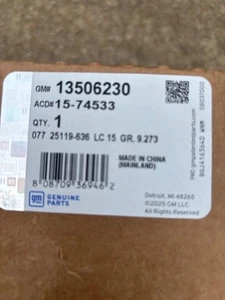 GM# 13506230
ACD# 15-74533
QTY. 1
077 25119-636 LC 15 GR. 9.273
MADE IN CHINA
(MAINLAND)
8 08709 36946 2
gm GENUINE
PARTS
Detroit, MI 48265
©2025 GM LLC
All Rights Reserved